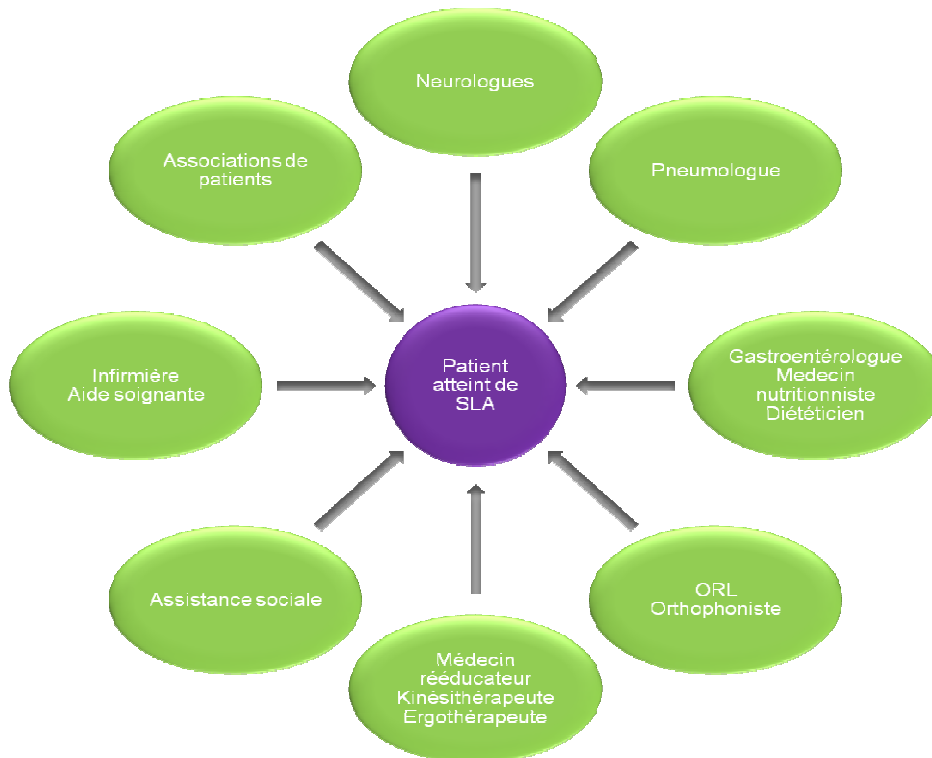 Neurologues
Associations de
patients
Pneumologue
Infirmière
Aide soignante
Patient
atteint de
SLA
Gastroentérologue
Medecin
nutritionniste
Diététicien
Assistance sociale
ORL
Orthophoniste
Médecin
rééducateur
Kinésithérapeute
Ergothérapeute